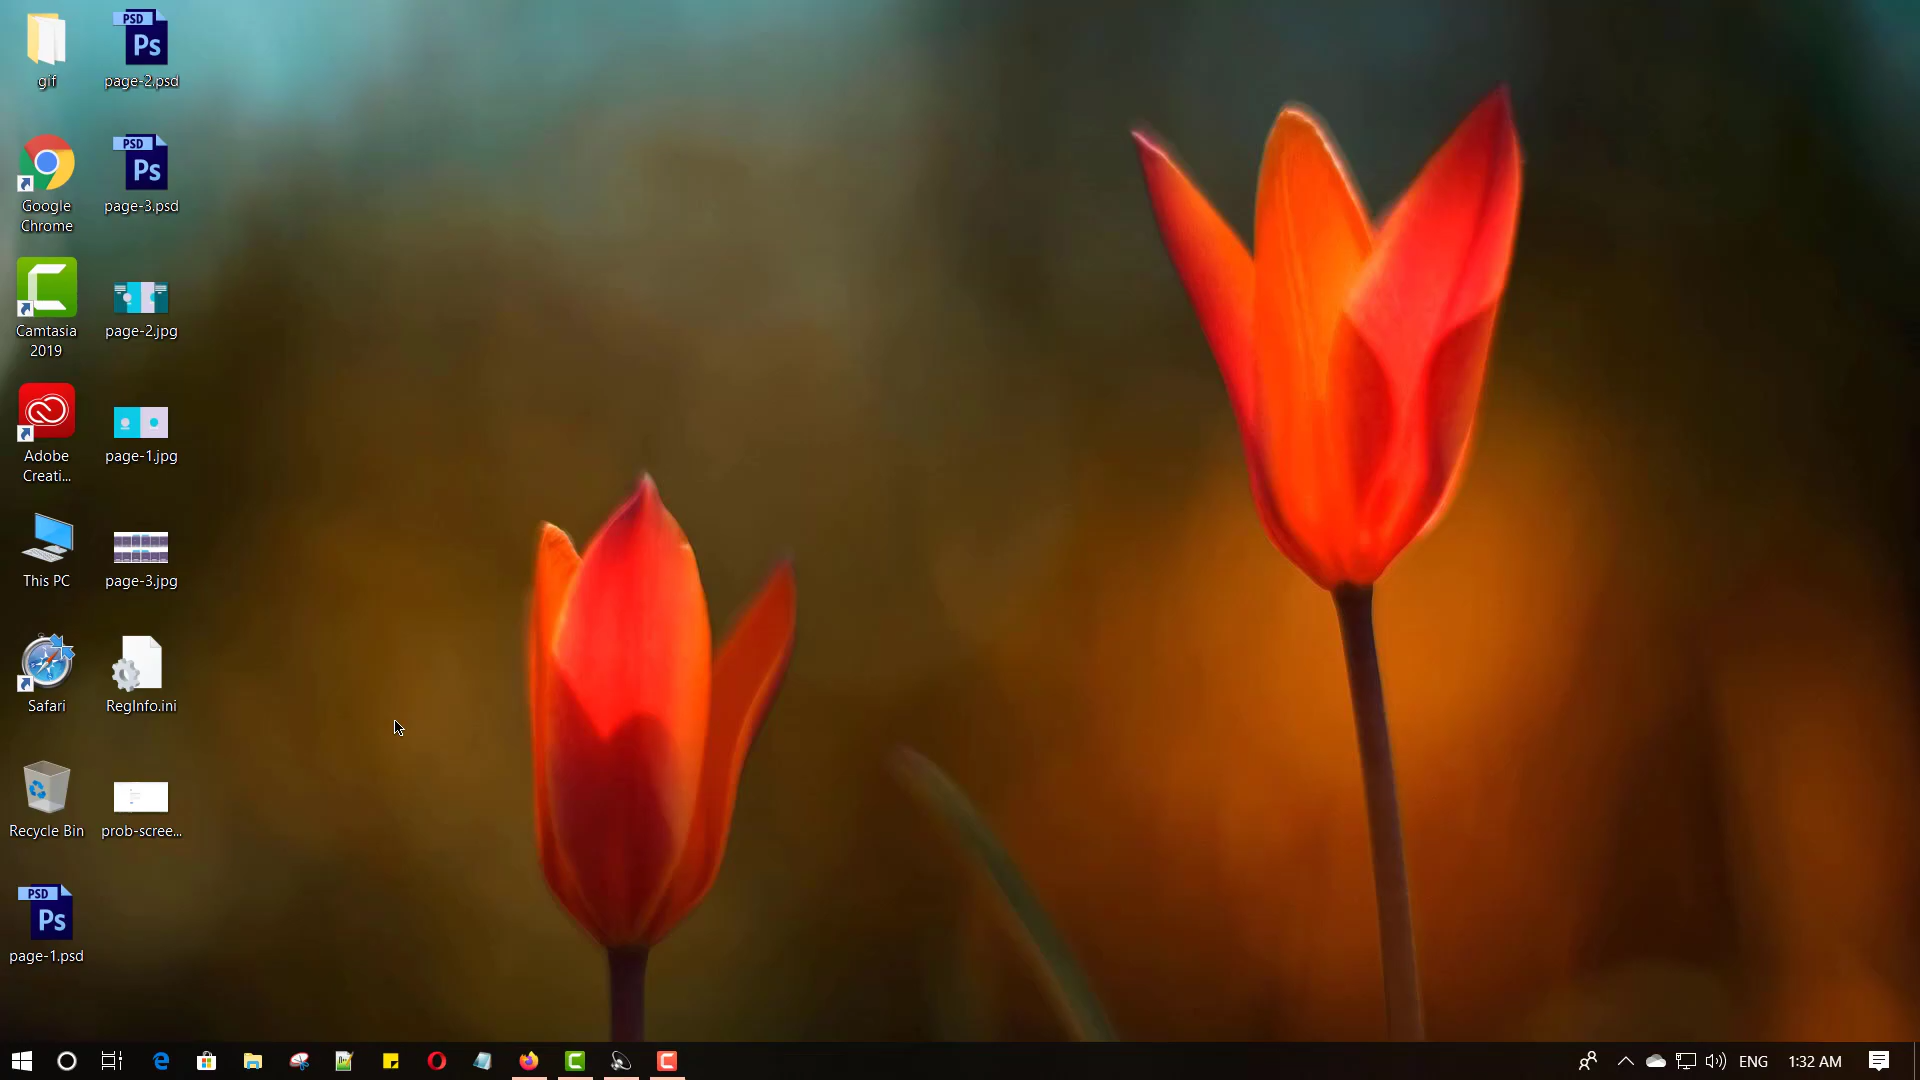 gif
PSD
Ps
page-2.psd
Google
Chrome
PSD
Ps
page-3.psd
Camtasia
2019
page-2.jpg
Adobe
Creati...
page-1.jpg
This PC
page-3.jpg
Safari
RegInfo.ini
Recycle Bin
prob-scree...
PSD
Ps
page-1.psd
ENG
1:32 AM